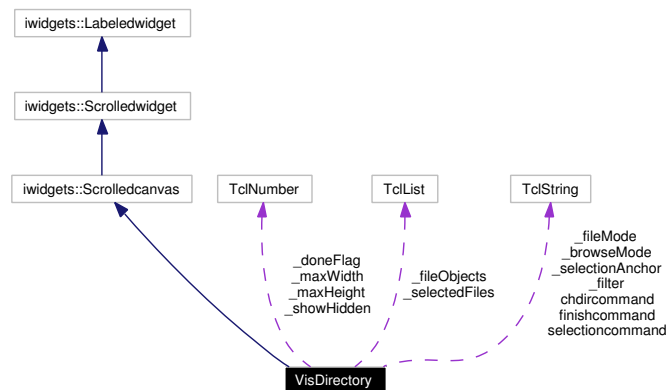 iwidgets::Labeledwidget
iwidgets::Scrolledwidget
iwidgets::Scrolledcanvas
TclNumber
TclList
TclString
_doneFlag
_maxWidth
_maxHeight
_showHidden
_fileObjects
_selectedFiles
_fileMode
_browseMode
_selectionAnchor
_filter
chdircommand
finishcommand
selectioncommand
VisDirectory